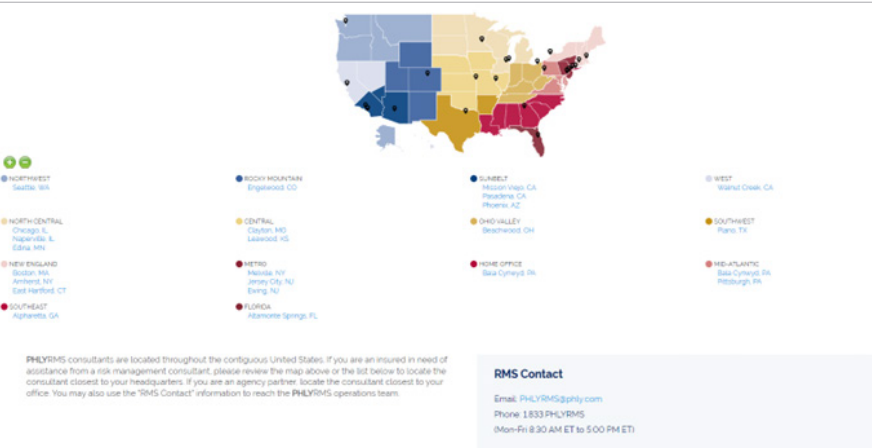 NORTHWEST
Seattle, WA
ROCKY MOUNTAIN
Englewood, CO
SUNBELT
Mission Viejo, CA
Pasadena, CA
Phoenix, AZ
WEST
Walnut Creek, CA
NORTH CENTRAL
Chicago, IL
Naperville, IL
Edina, MN
CENTRAL
Clayton, MO
Leawood, KS
OHIO VALLEY
Beachwood, OH
SOUTHWEST
Plano, TX
NEW ENGLAND
Boston, MA
Amherst, NY
East Hartford, CT
METRO
Melville, NY
Jersey City, NJ
Ewing, NJ
HOME OFFICE
Bala Cynwyd, PA
MID-ATLANTIC
Bala Cynwyd, PA
Pittsburgh, PA
SOUTHEAST
Alpharetta, GA
FLORIDA
Altamonte Springs, FL
PHLYRMS consultants are located throughout the contiguous United States. If you are an insured in need of
assistance from a risk management consultant, please review the map above or the list below to locate the
consultant closest to your headquarters. If you are an agency partner, locate the consultant closest to your
office. You may also use the "RMS Contact" information to reach the PHLYRMS operations team.
RMS Contact
Email: PHLYRMS@phly.com
Phone: 1.833.PHLYRMS
(Mon-Fri 8:30 AM ET to 5:00 PM ET)